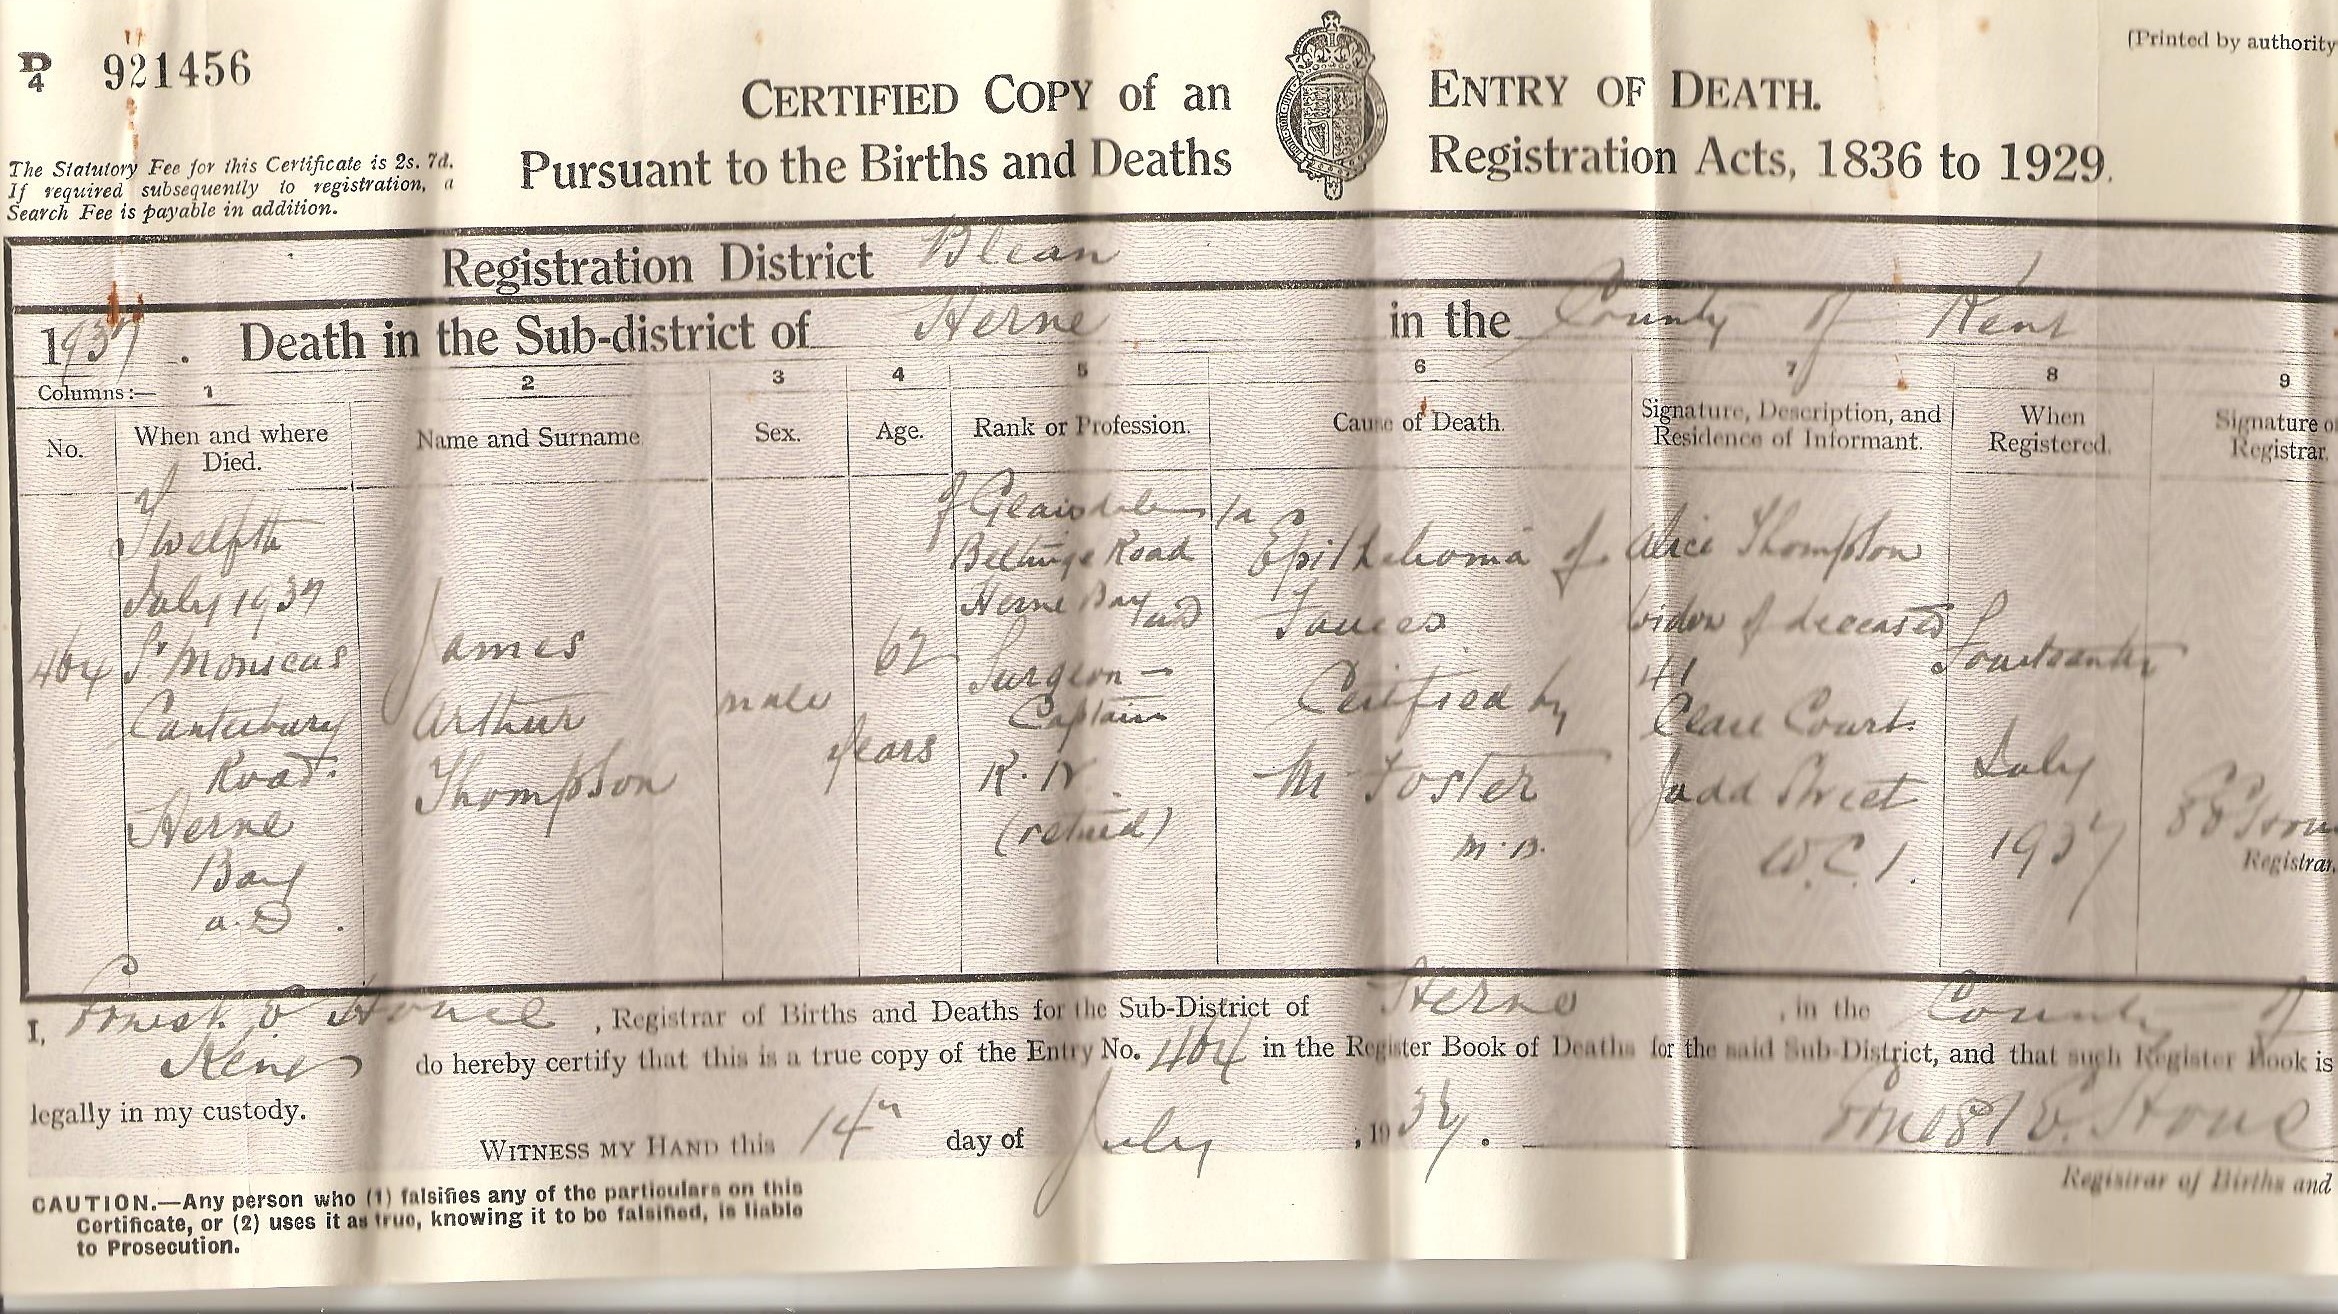 D 4 921456
(Printed by authority
CERTIFIED COPY of an ENTRY OF DEATH.
Pursuant to the Births and Deaths Registration Acts, 1836 to 1929.
The Statutory Fee for this Certificate is 2s. 7d.
If required subsequently to registration, a
Search Fee is payable in addition.
Registration District Blean
1937. Death in the Sub-district of Herne in the County of Kent
Columns:— 1 2 3 4 5 6 7 8 9
No.
When and where
Died.
Name and Surname
Sex.
Age.
Rank or Profession.
Cause of Death.
Signature, Description, and
Residence of Informant.
When
Registered.
Signature of
Registrar.
464
Twelfth
July 1937
St Monicas
Canterbury
Road
Herne
Bay
James
Arthur
Thompson
male
62
years
of
Beltinge Road
Herne Bay
Surgeon -
Captain
R. N
(retired)
1a
Epithelioma of
Fauces
Certified by
M Foster
M.B.
Alice Thompson
Widow of deceased
41
Clare Court
Judd Street
W.C.1.
Fourteenth
July
1937
Registrar.
I, Ernest E , Registrar of Births and Deaths for the Sub-District of Herne , in the County of
Kent do hereby certify that this is a true copy of the Entry No. 464 in the Register Book of Deaths for the said Sub-District, and that such Register Book is
legally in my custody.
WITNESS MY HAND this 14th day of July , 1937. Ernest E.
Registrar of Births and
CAUTION.—Any person who (1) falsifies any of the particulars on this
Certificate, or (2) uses it as true, knowing it to be falsified, is liable
to Prosecution.